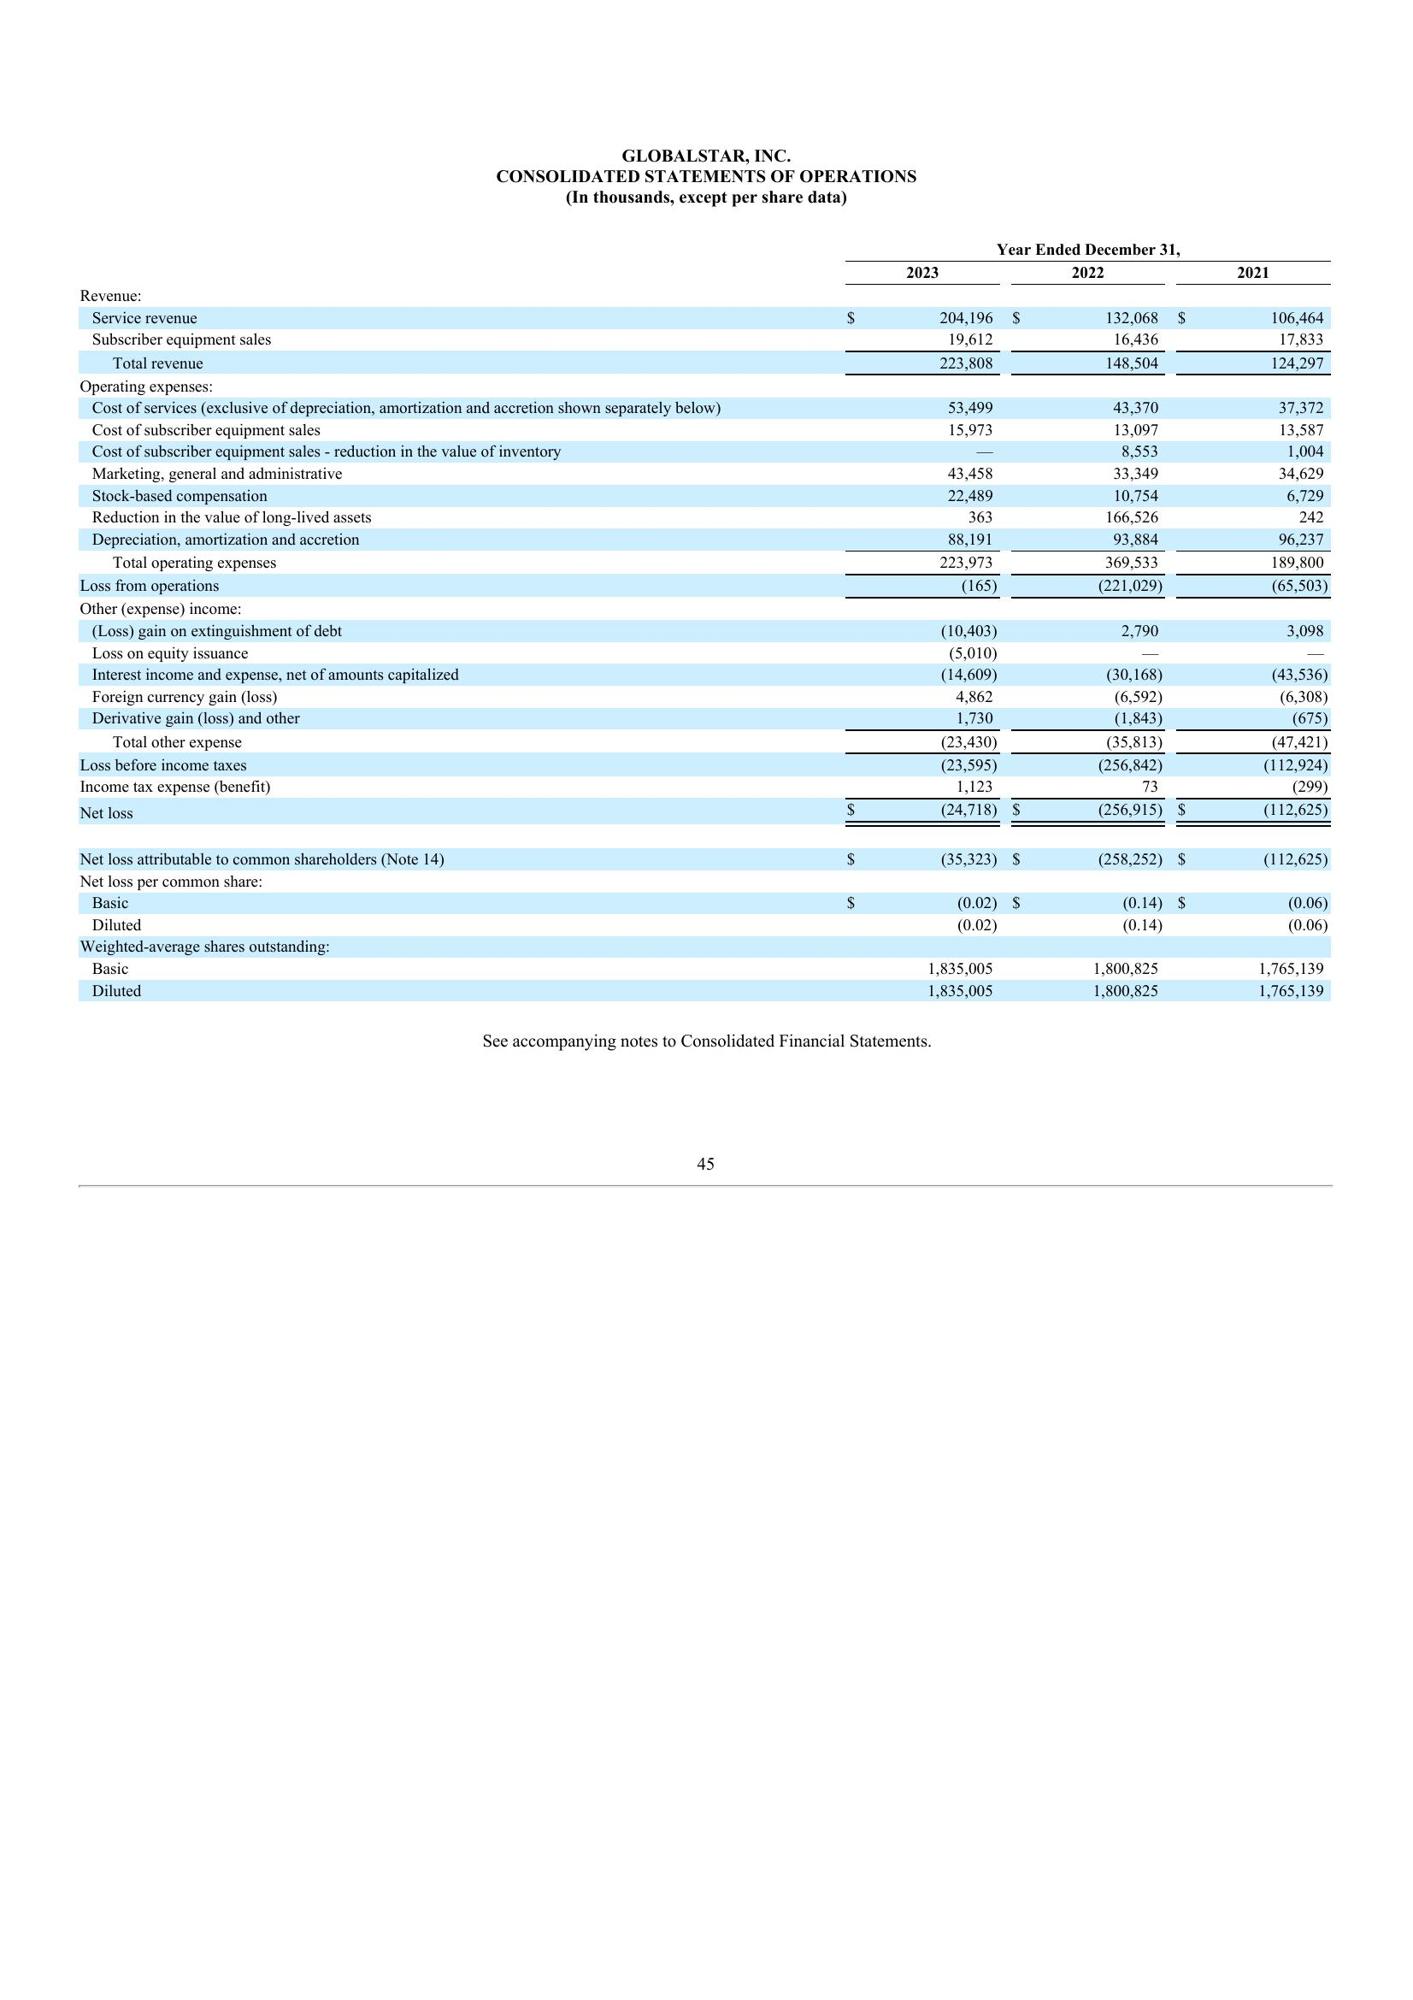 GLOBALSTAR, INC.
CONSOLIDATED STATEMENTS OF OPERATIONS
(In thousands, except per share data)
Year Ended December 31,
2023 2022 2021
Revenue:
Service revenue $ 204,196 $ 132,068 $ 106,464
Subscriber equipment sales 19,612 16,436 17,833
Total revenue 223,808 148,504 124,297
Operating expenses:
Cost of services (exclusive of depreciation, amortization and accretion shown separately below) 53,499 43,370 37,372
Cost of subscriber equipment sales 15,973 13,097 13,587
Cost of subscriber equipment sales - reduction in the value of inventory — 8,553 1,004
Marketing, general and administrative 43,458 33,349 34,629
Stock-based compensation 22,489 10,754 6,729
Reduction in the value of long-lived assets 363 166,526 242
Depreciation, amortization and accretion 88,191 93,884 96,237
Total operating expenses 223,973 369,533 189,800
Loss from operations (165) (221,029) (65,503)
Other (expense) income:
(Loss) gain on extinguishment of debt (10,403) 2,790 3,098
Loss on equity issuance (5,010) — —
Interest income and expense, net of amounts capitalized (14,609) (30,168) (43,536)
Foreign currency gain (loss) 4,862 (6,592) (6,308)
Derivative gain (loss) and other 1,730 (1,843) (675)
Total other expense (23,430) (35,813) (47,421)
Loss before income taxes (23,595) (256,842) (112,924)
Income tax expense (benefit) 1,123 73 (299)
Net loss $ (24,718) $ (256,915) $ (112,625)
Net loss attributable to common shareholders (Note 14) $ (35,323) $ (258,252) $ (112,625)
Net loss per common share:
Basic $ (0.02) $ (0.14) $ (0.06)
Diluted (0.02) (0.14) (0.06)
Weighted-average shares outstanding:
Basic 1,835,005 1,800,825 1,765,139
Diluted 1,835,005 1,800,825 1,765,139
See accompanying notes to Consolidated Financial Statements.
45